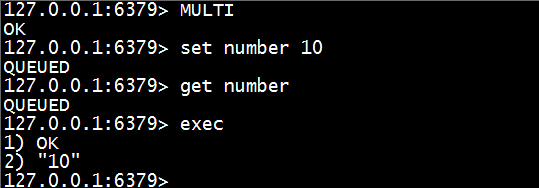 127.0.0.1:6379> MULTI
OK
127.0.0.1:6379> set number 10
QUEUED
127.0.0.1:6379> get number
QUEUED
127.0.0.1:6379> exec
1) OK
2) "10"
127.0.0.1:6379>